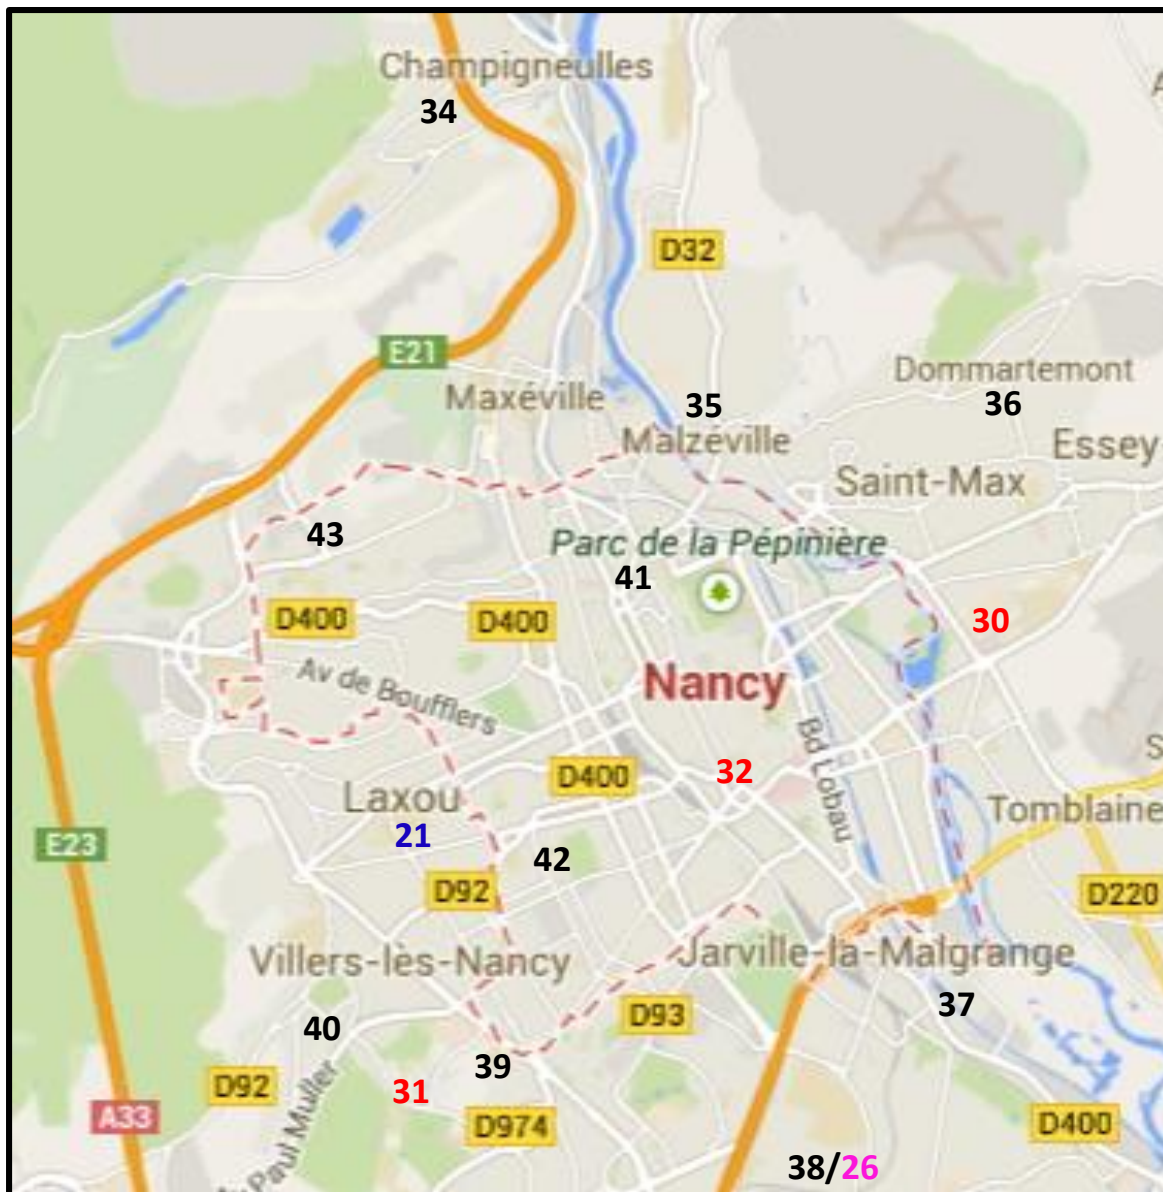 Champigneulles
34
D32
E21
Dommartemont
Maxéville
35
36
Malzéville
Essey
Saint-Max
43
Parc de la Pépinière
41
D400
D400
30
Av de Boufflers
Nancy
Bd Lobau
D400
32
Laxou
Tomblaine
21
E23
42
D92
D220
Villers-lès-Nancy
Jarville-la-Malgrange
37
D93
40
39
D92
31
Paul Muller
A33
D974
D400
38/26